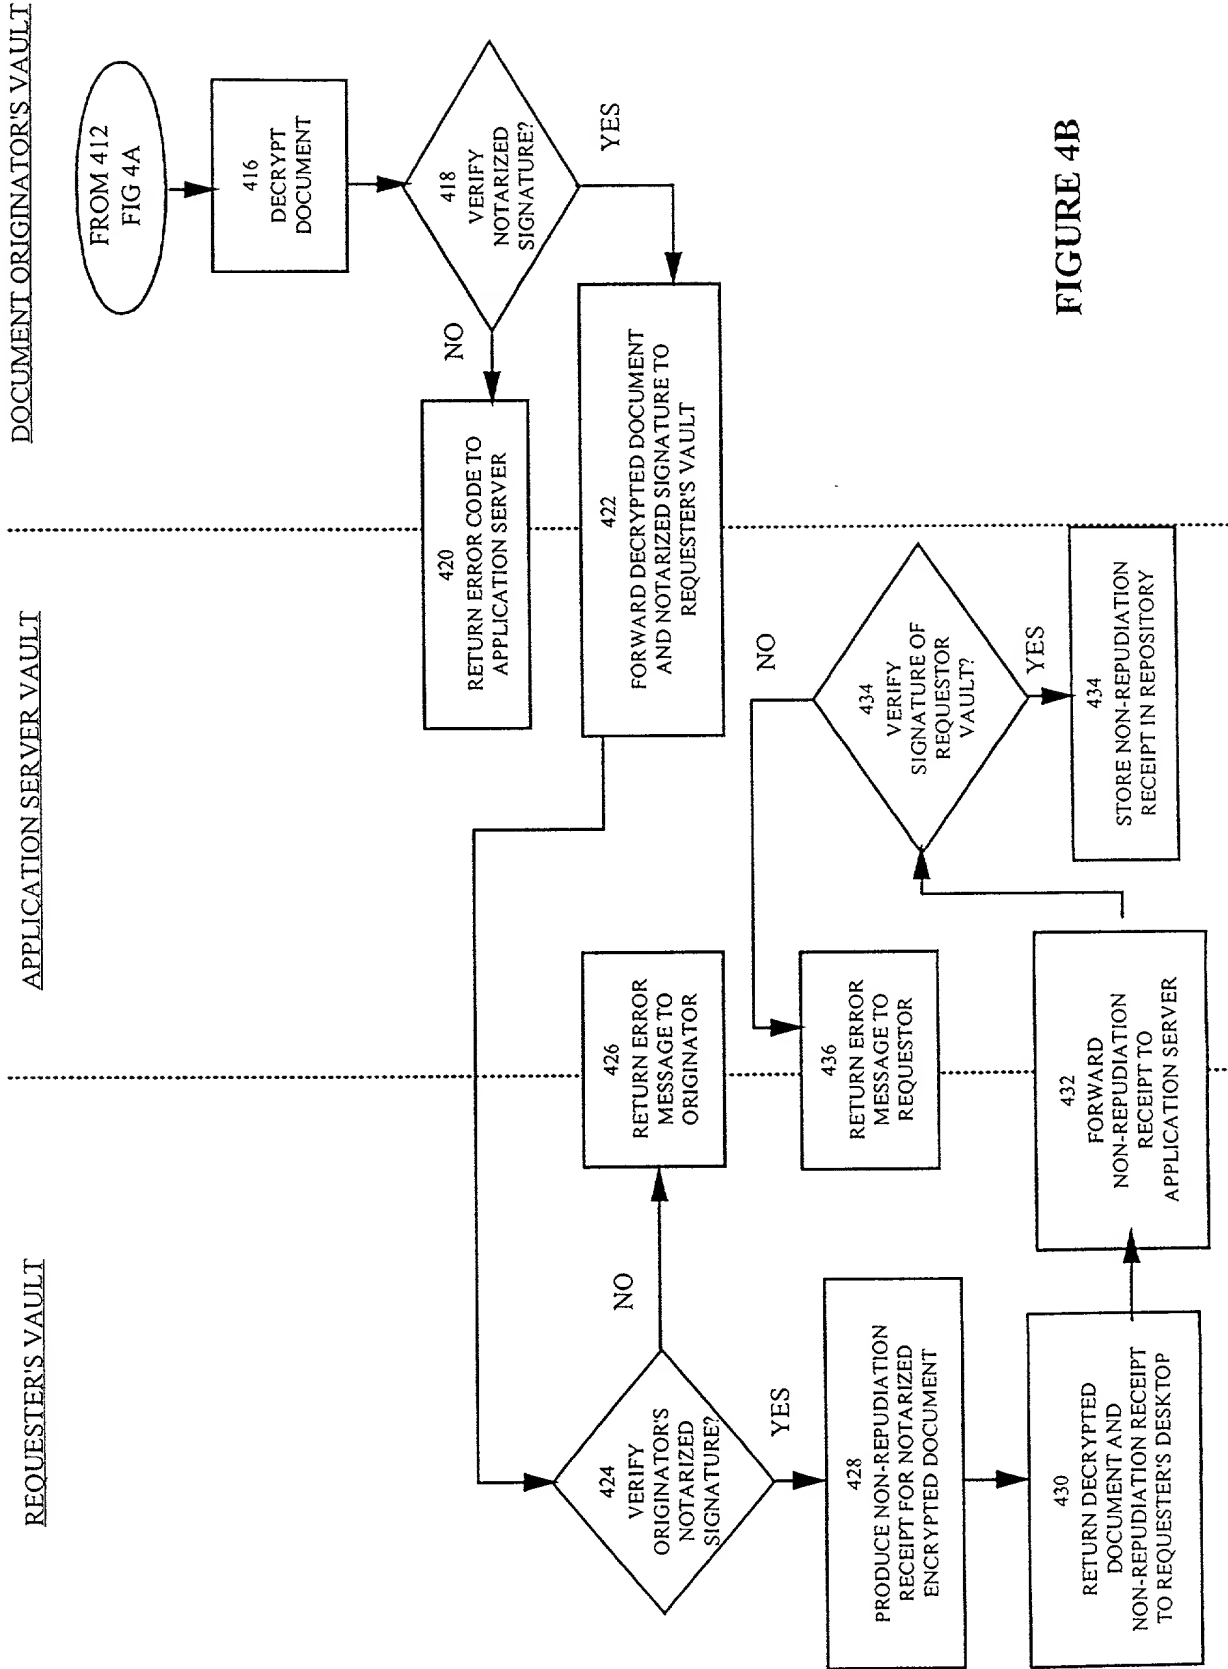 REQUESTER'S VAULT
APPLICATION SERVER VAULT
DOCUMENT ORIGINATOR'S VAULT
FROM 412
FIG 4A
416
DECRYPT
DOCUMENT
418
VERIFY
NOTARIZED
SIGNATURE?
NO
YES
420
RETURN ERROR CODE TO
APPLICATION SERVER
422
FORWARD DECRYPTED DOCUMENT
AND NOTARIZED SIGNATURE TO
REQUESTER'S VAULT
424
VERIFY
ORIGINATOR'S
NOTARIZED
SIGNATURE?
NO
YES
426
RETURN ERROR
MESSAGE TO
ORIGINATOR
428
PRODUCE NON-REPUDIATION
RECEIPT FOR NOTARIZED
ENCRYPTED DOCUMENT
430
RETURN DECRYPTED
DOCUMENT AND
NON-REPUDIATION RECEIPT
TO REQUESTER'S DESKTOP
432
FORWARD
NON-REPUDIATION
RECEIPT TO
APPLICATION SERVER
434
VERIFY
SIGNATURE OF
REQUESTOR
VAULT?
NO
YES
436
RETURN ERROR
MESSAGE TO
REQUESTOR
434
STORE NON-REPUDIATION
RECEIPT IN REPOSITORY
FIGURE 4B